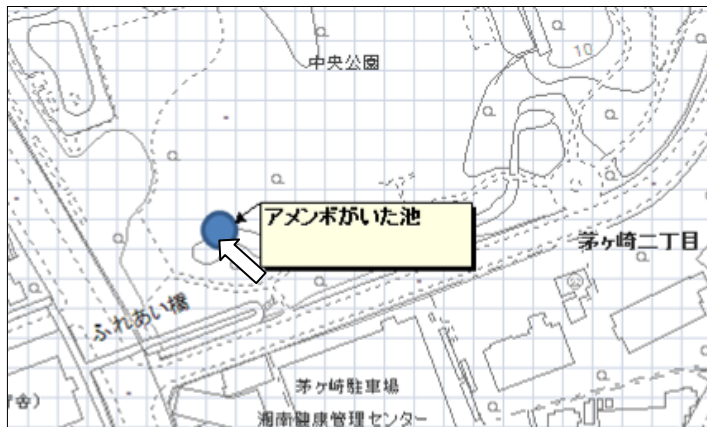 中央公園
10
アメンボがいた池
茅ヶ崎二丁目
ふれあい橋
茅ヶ崎駐車場
舎）
湘南健康管理センター